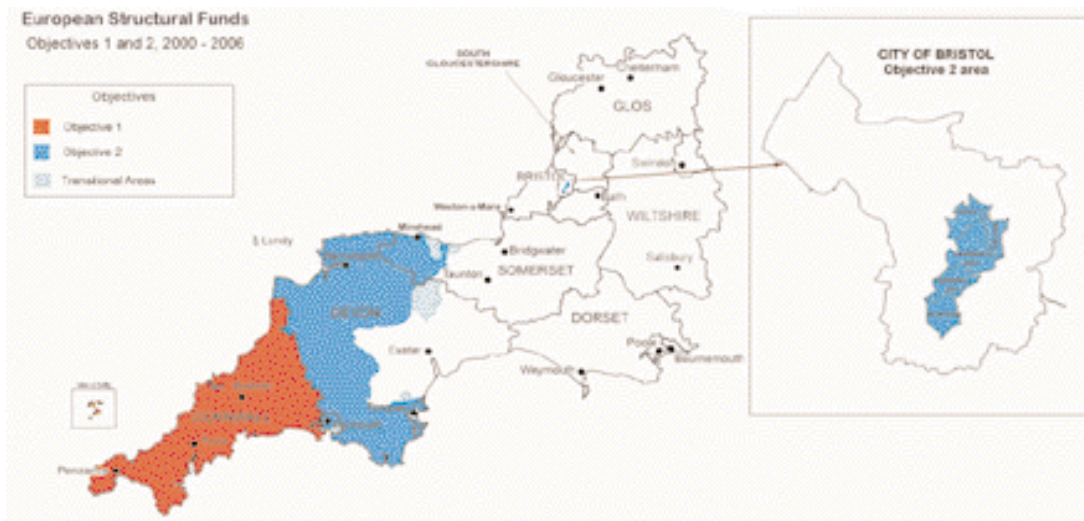 European Structural Funds
Objectives 1 and 2, 2000 - 2006
Objectives
Objective 1
Objective 2
Transitional Areas
SOUTH
GLOUCESTERSHIRE
Gloucester
Cheltenham
GLOS
BRISTOL
Swindon
Bath
Weston-s-Mare
WILTSHIRE
Minehead
Lundy
Bridgwater
Taunton
SOMERSET
Salisbury
DEVON
DORSET
Exeter
Poole
Bournemouth
Weymouth
CORNWALL
Penzance
CITY OF BRISTOL
Objective 2 area